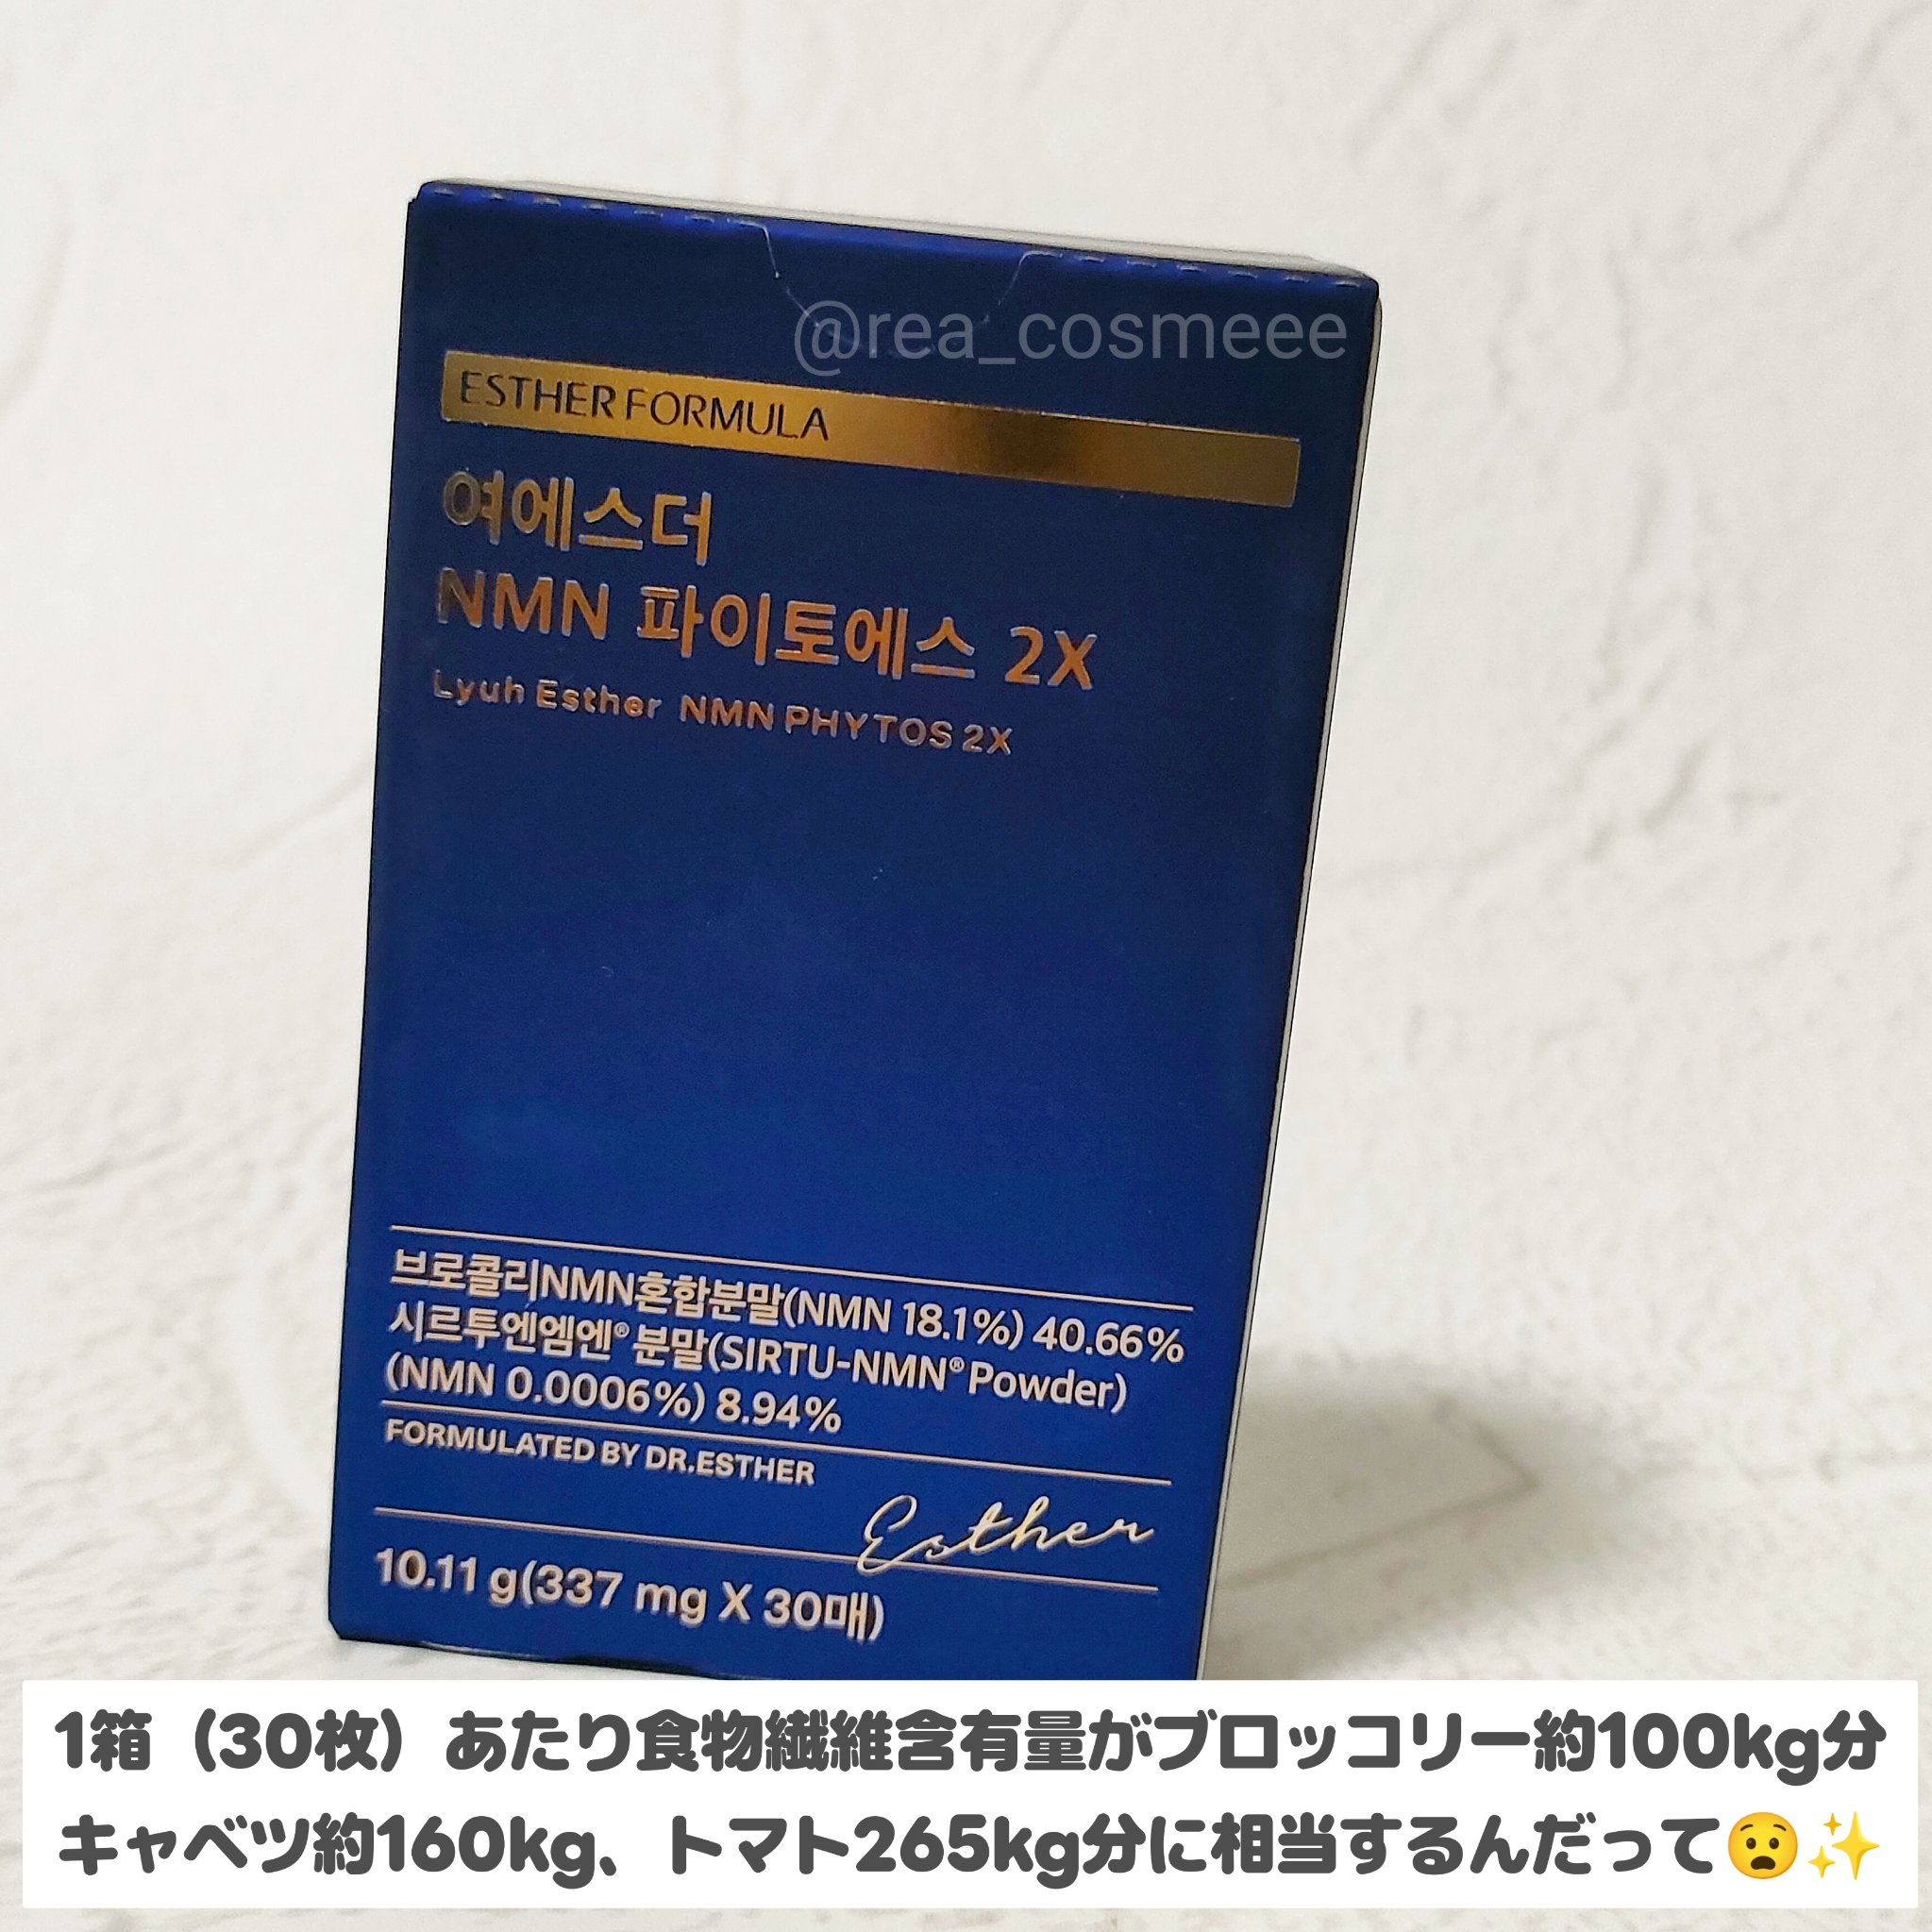 @rea_cosmeee
ESTHER FORMULA
여에스더
NMN 파이토에스 2X
Lyuh Esther NMN PHYTOS 2X
브로콜리NMN혼합분말(NMN 18.1%) 40.66%
시르투엔엠엔®분말(SIRTU-NMN®Powder)
(NMN 0.0006%) 8.94%
FORMULATED BY DR.ESTHER
Esther
10.11 g(337 mg X 30매)
1箱（30枚）あたり食物繊維含有量がブロッコリー約100kg分
キャベツ約160kg、トマト265kg分に相当するんだって😧✨